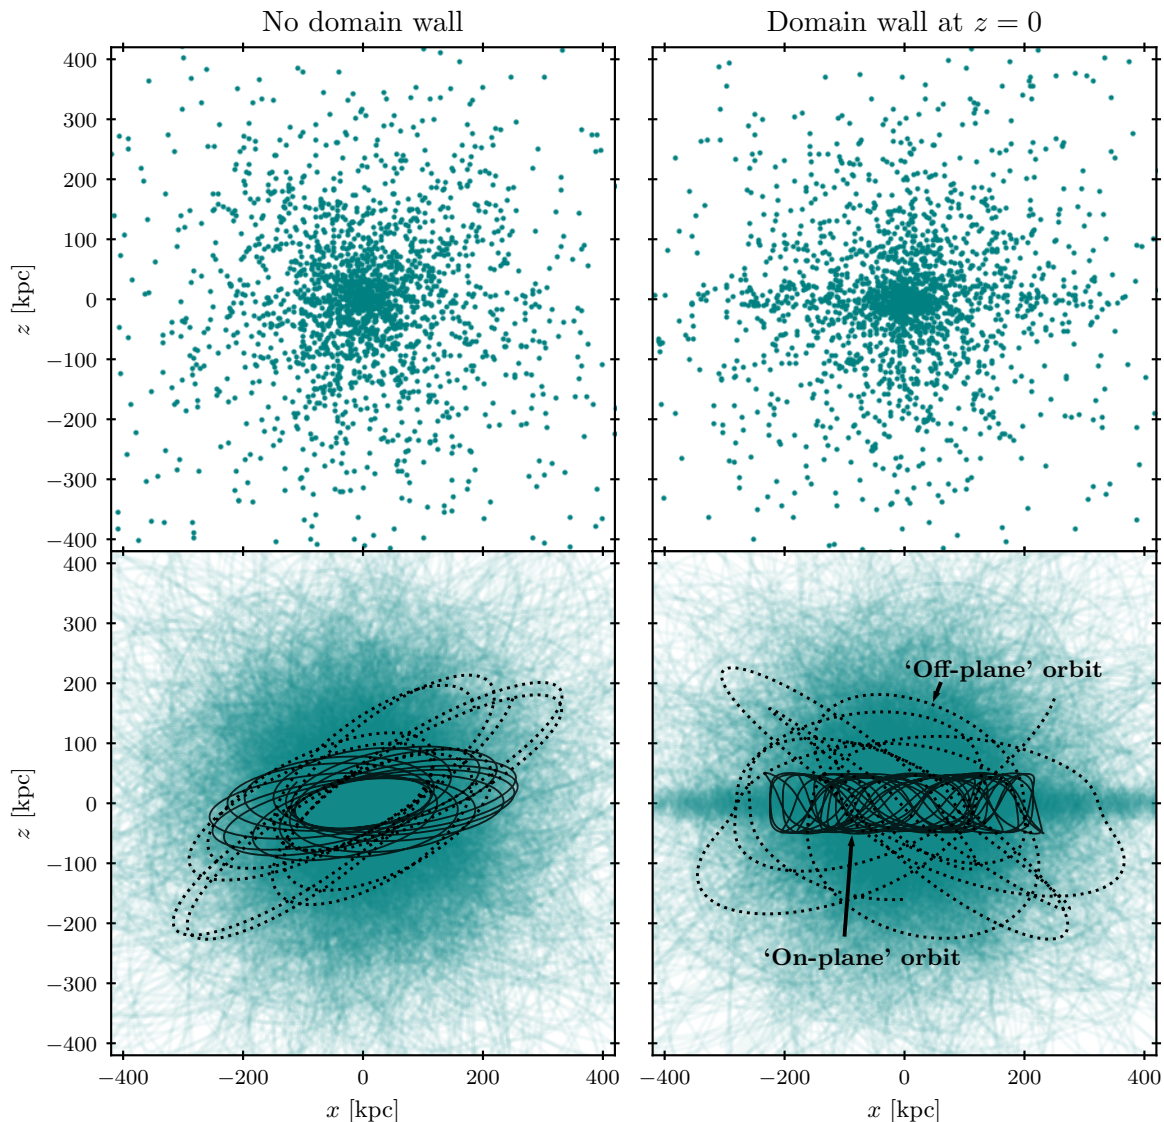 No domain wall
Domain wall at z = 0
400
300
200
100
0
−100
−200
−300
−400
z [kpc]
400
300
200
100
0
−100
−200
−300
−400
z [kpc]
‘Off-plane’ orbit
‘On-plane’ orbit
−400 −200 0 200 400
−400 −200 0 200 400
x [kpc]
x [kpc]